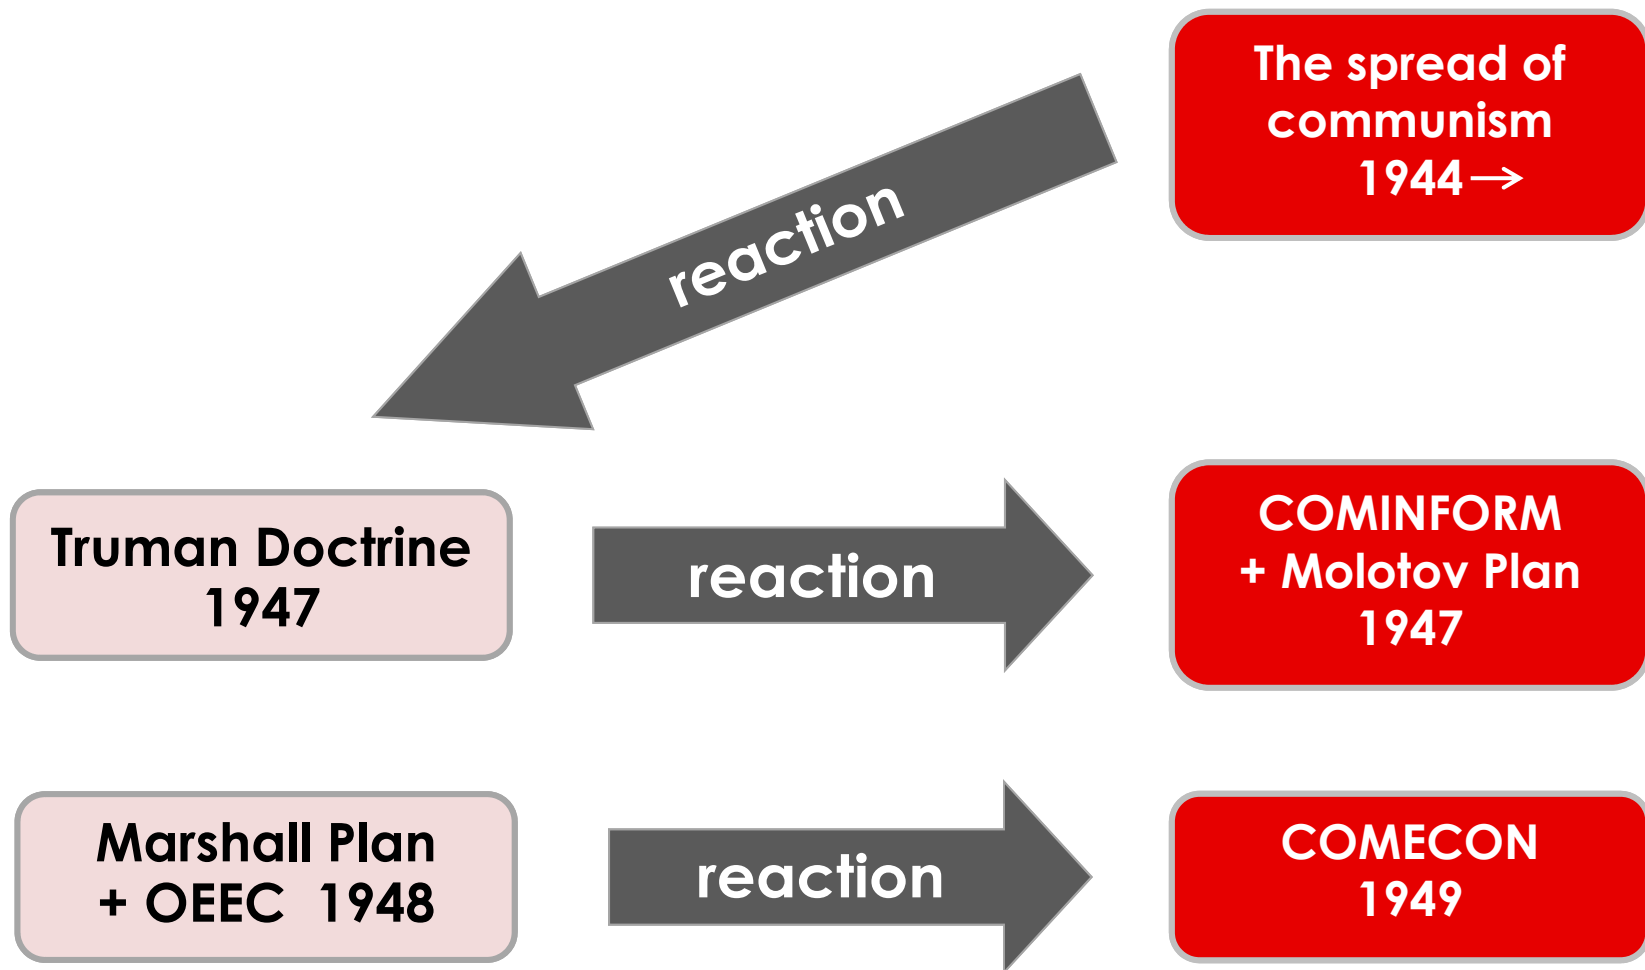 The spread of
communism
1944→
reaction
Truman Doctrine
1947
reaction
COMINFORM
+ Molotov Plan
1947
Marshall Plan
+ OEEC 1948
reaction
COMECON
1949